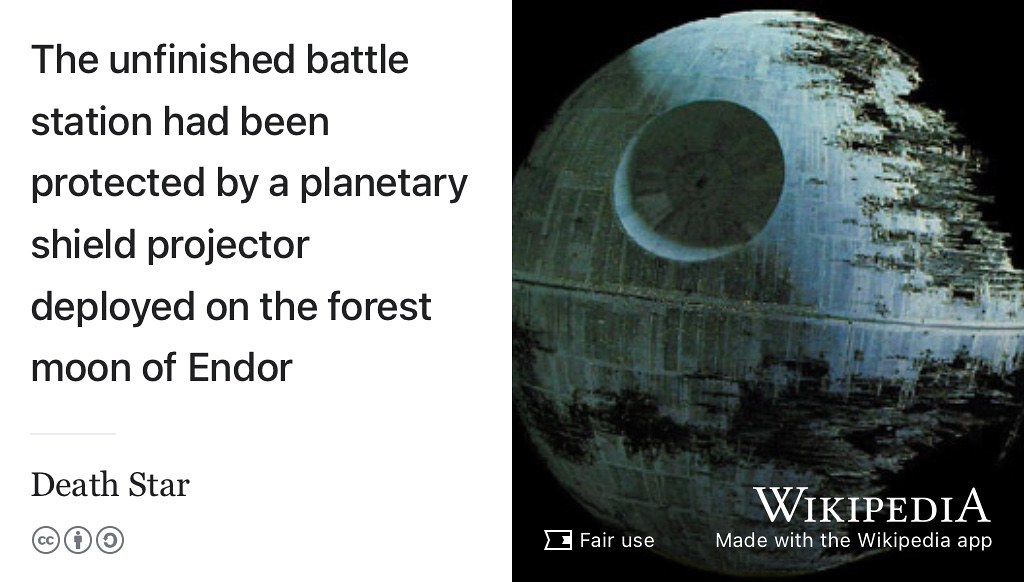 The unfinished battle
station had been
protected by a planetary
shield projector
deployed on the forest
moon of Endor
Death Star
cc
Fair use
WIKIPEDIA
Made with the Wikipedia app